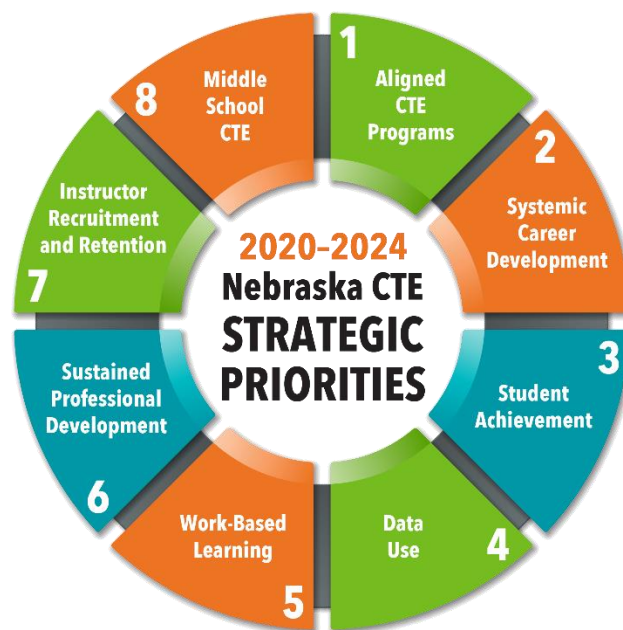 2020–2024
Nebraska CTE
STRATEGIC
PRIORITIES
1
Aligned
CTE
Programs
2
Systemic
Career
Development
3
Student
Achievement
4
Data
Use
5
Work-Based
Learning
6
Sustained
Professional
Development
7
Instructor
Recruitment
and Retention
8
Middle
School
CTE